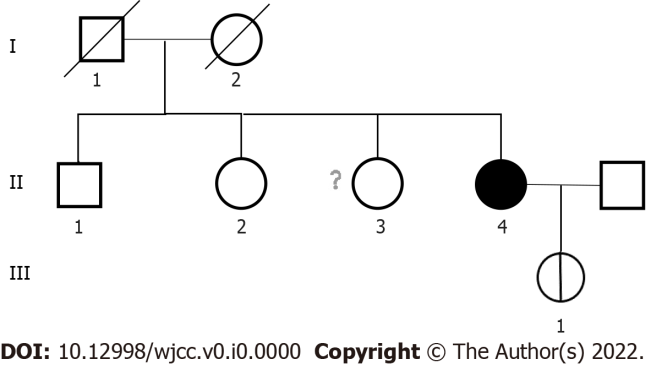 I
1 2
II
?
1 2 3 4
III
1
DOI: 10.12998/wjcc.v0.i0.0000 Copyright © The Author(s) 2022.